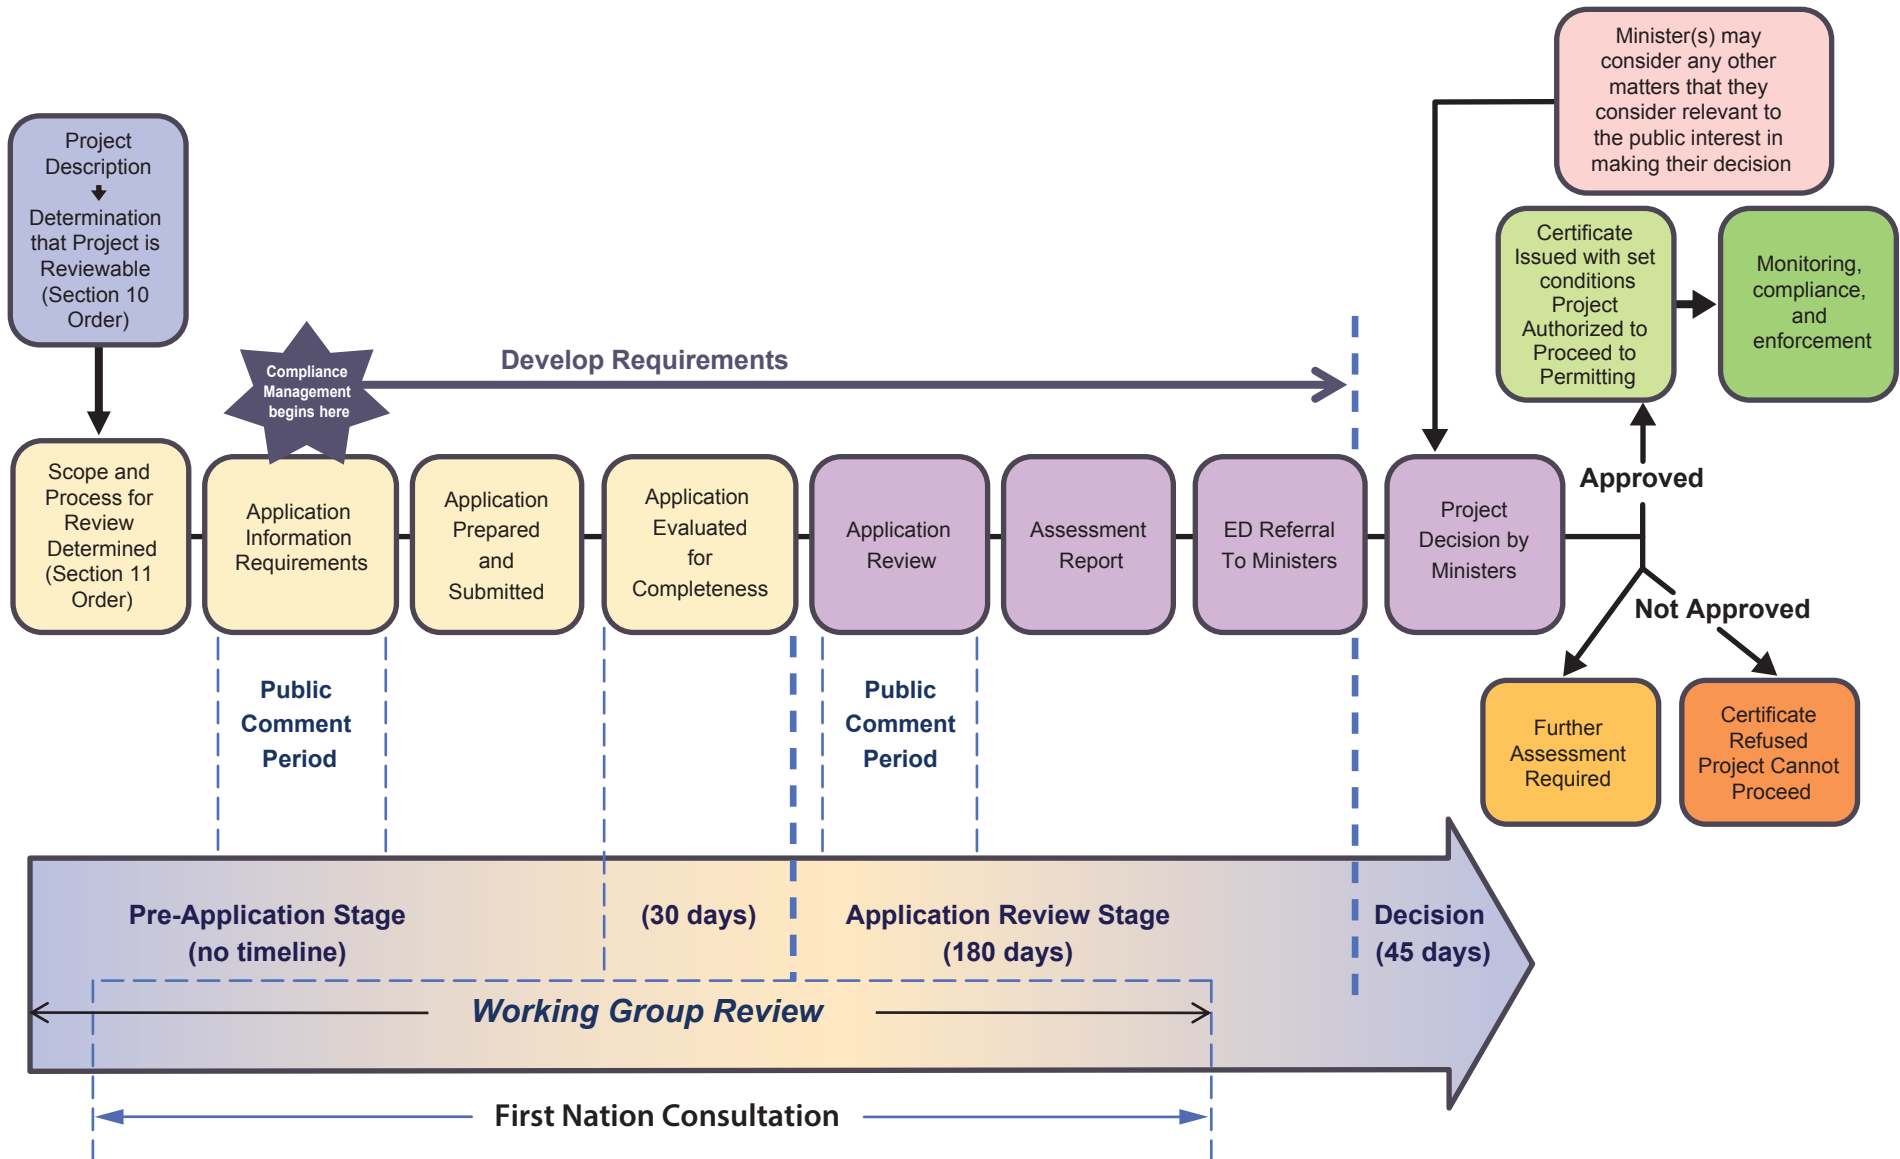 Project
Description
Determination
that Project is
Reviewable
(Section 10
Order)
Minister(s) may
consider any other
matters that they
consider relevant to
the public interest in
making their decision
Certificate
Issued with set
conditions
Project
Authorized to
Proceed to
Permitting
Monitoring,
compliance,
and
enforcement
Compliance
Management
begins here
Develop Requirements
Scope and
Process for
Review
Determined
(Section 11
Order)
Application
Information
Requirements
Application
Prepared
and
Submitted
Application
Evaluated
for
Completeness
Application
Review
Assessment
Report
ED Referral
To Ministers
Project
Decision by
Ministers
Approved
Not Approved
Public
Comment
Period
Public
Comment
Period
Further
Assessment
Required
Certificate
Refused
Project Cannot
Proceed
Pre-Application Stage
(no timeline)
(30 days)
Application Review Stage
(180 days)
Decision
(45 days)
Working Group Review
First Nation Consultation